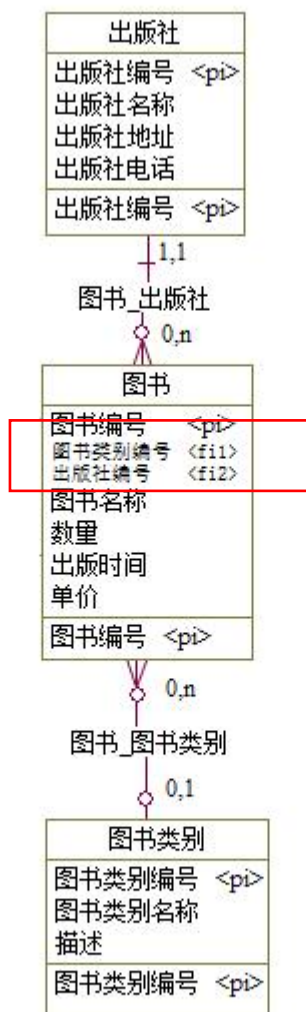 出版社
出版社编号 <pi>
出版社名称
出版社地址
出版社电话
出版社编号 <pi>
1,1
图书_出版社
0,n
图书
图书编号 <pi>
图书类别编号 <fi1>
出版社编号 <fi2>
图书名称
数量
出版时间
单价
图书编号 <pi>
0,n
图书_图书类别
0,1
图书类别
图书类别编号 <pi>
图书类别名称
描述
图书类别编号 <pi>